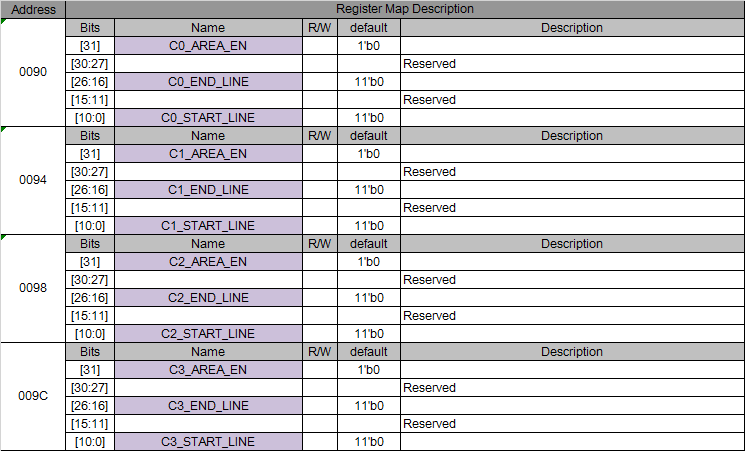 Address Register Map Description
Bits Name R/W default Description
[31] C0_AREA_EN 1'b0
[30:27] Reserved
0090
[26:16] C0_END_LINE 11'b0
[15:11] Reserved
[10:0] C0_START_LINE 11'b0
Bits Name R/W default Description
[31] C1_AREA_EN 1'b0
[30:27] Reserved
0094
[26:16] C1_END_LINE 11'b0
[15:11] Reserved
[10:0] C1_START_LINE 11'b0
Bits Name R/W default Description
[31] C2_AREA_EN 1'b0
[30:27] Reserved
0098
[26:16] C2_END_LINE 11'b0
[15:11] Reserved
[10:0] C2_START_LINE 11'b0
Bits Name R/W default Description
[31] C3_AREA_EN 1'b0
[30:27] Reserved
009C
[26:16] C3_END_LINE 11'b0
[15:11] Reserved
[10:0] C3_START_LINE 11'b0